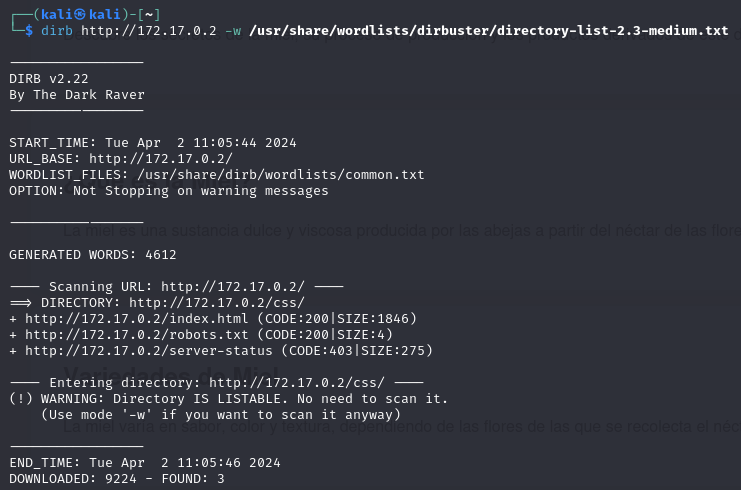 ┌──(kali㉿kali)-[~]
└─$ dirb http://172.17.0.2 -w /usr/share/wordlists/dirbuster/directory-list-2.3-medium.txt
-----------------
DIRB v2.22
By The Dark Raver
-----------------
START_TIME: Tue Apr  2 11:05:44 2024
URL_BASE: http://172.17.0.2/
WORDLIST_FILES: /usr/share/dirb/wordlists/common.txt
OPTION: Not Stopping on warning messages
-----------------
La miel es una sustancia dulce y viscosa producida por las abejas a partir del néctar de las flore
GENERATED WORDS: 4612
---- Scanning URL: http://172.17.0.2/ ----
==> DIRECTORY: http://172.17.0.2/css/
+ http://172.17.0.2/index.html (CODE:200|SIZE:1846)
+ http://172.17.0.2/robots.txt (CODE:200|SIZE:4)
+ http://172.17.0.2/server-status (CODE:403|SIZE:275)
Variedades de Miel
---- Entering directory: http://172.17.0.2/css/ ----
(!) WARNING: Directory IS LISTABLE. No need to scan it.
    (Use mode '-w' if you want to scan it anyway)
La miel varía en sabor, color y textura, dependiendo de las flores de las que se recolecta el néc
-----------------
END_TIME: Tue Apr  2 11:05:46 2024
DOWNLOADED: 9224 - FOUND: 3